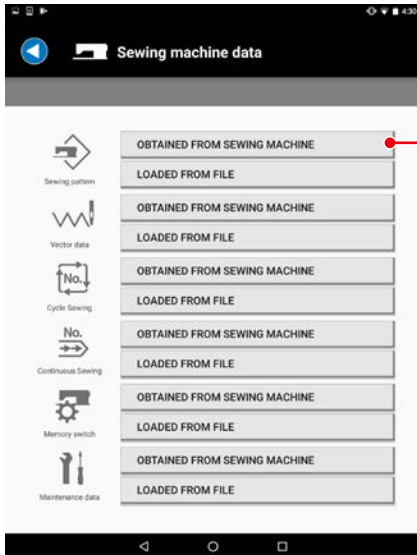 4:30
Sewing machine data
OBTAINED FROM SEWING MACHINE
LOADED FROM FILE
Sewing pattern
OBTAINED FROM SEWING MACHINE
LOADED FROM FILE
Vector data
No.
OBTAINED FROM SEWING MACHINE
LOADED FROM FILE
Cycle Sewing
No.
OBTAINED FROM SEWING MACHINE
LOADED FROM FILE
Continuous Sewing
OBTAINED FROM SEWING MACHINE
LOADED FROM FILE
Memory switch
OBTAINED FROM SEWING MACHINE
LOADED FROM FILE
Maintenance data